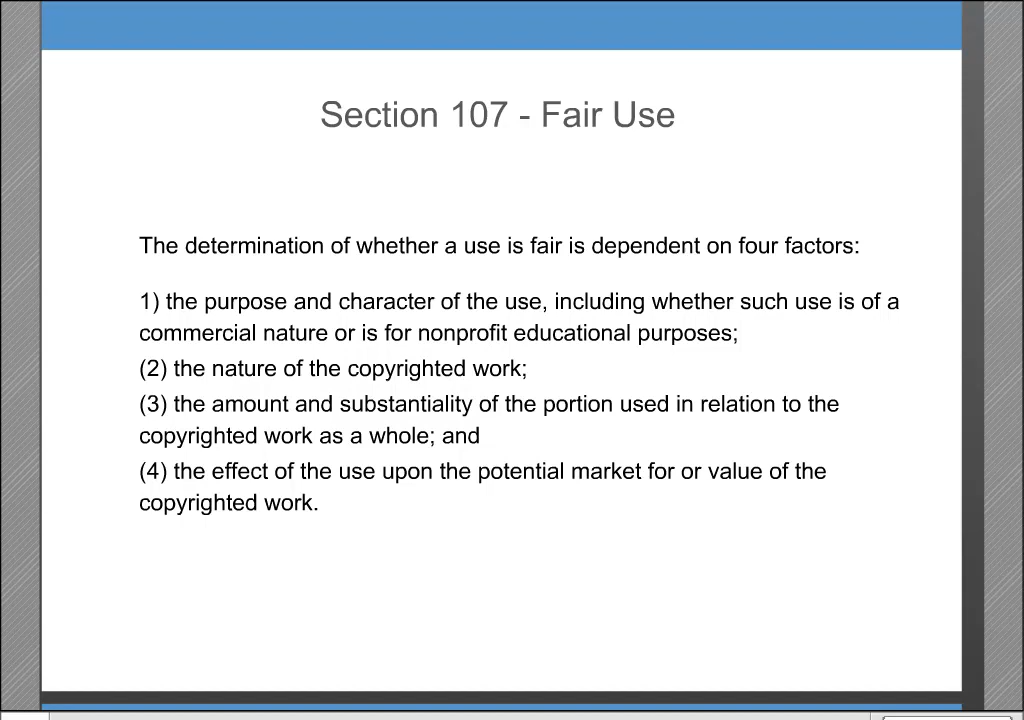 Section 107 - Fair Use
The determination of whether a use is fair is dependent on four factors:
1) the purpose and character of the use, including whether such use is of a
commercial nature or is for nonprofit educational purposes;
(2) the nature of the copyrighted work;
(3) the amount and substantiality of the portion used in relation to the
copyrighted work as a whole; and
(4) the effect of the use upon the potential market for or value of the
copyrighted work.